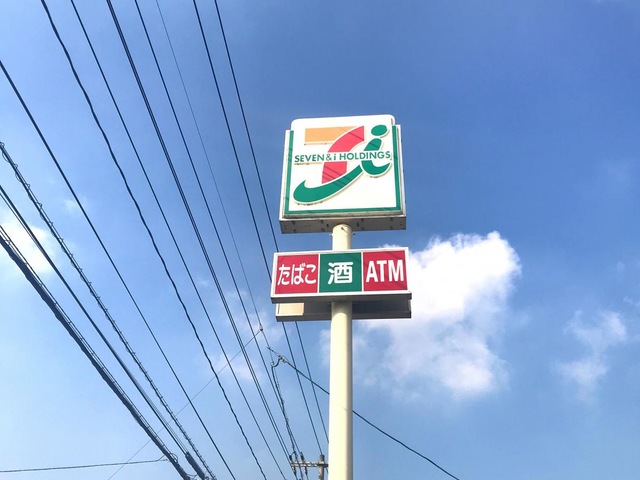 SEVEN & i HOLDINGS
たばこ 酒 ATM